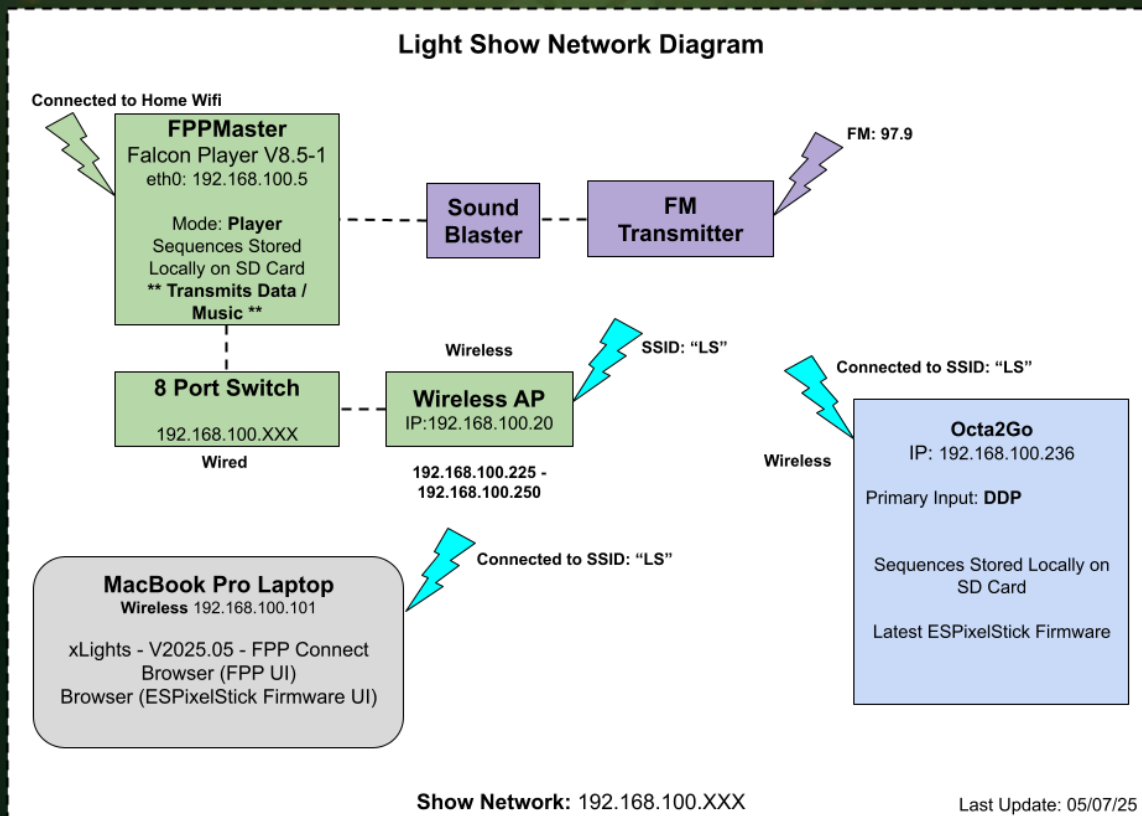 Light Show Network Diagram
Connected to Home Wifi
FPPMaster
Falcon Player V8.5-1
eth0: 192.168.100.5
Mode: Player
Sequences Stored
Locally on SD Card
** Transmits Data /
Music **
Sound
Blaster
FM
Transmitter
FM: 97.9
8 Port Switch
192.168.100.XXX
Wired
Wireless
Wireless AP
IP:192.168.100.20
192.168.100.225 -
192.168.100.250
SSID: “LS”
Connected to SSID: “LS”
Wireless
Octa2Go
IP: 192.168.100.236
Primary Input: DDP
Sequences Stored Locally on
SD Card
Latest ESPixelStick Firmware
Connected to SSID: “LS”
MacBook Pro Laptop
Wireless 192.168.100.101
xLights - V2025.05 - FPP Connect
Browser (FPP UI)
Browser (ESPixelStick Firmware UI)
Show Network: 192.168.100.XXX
Last Update: 05/07/25